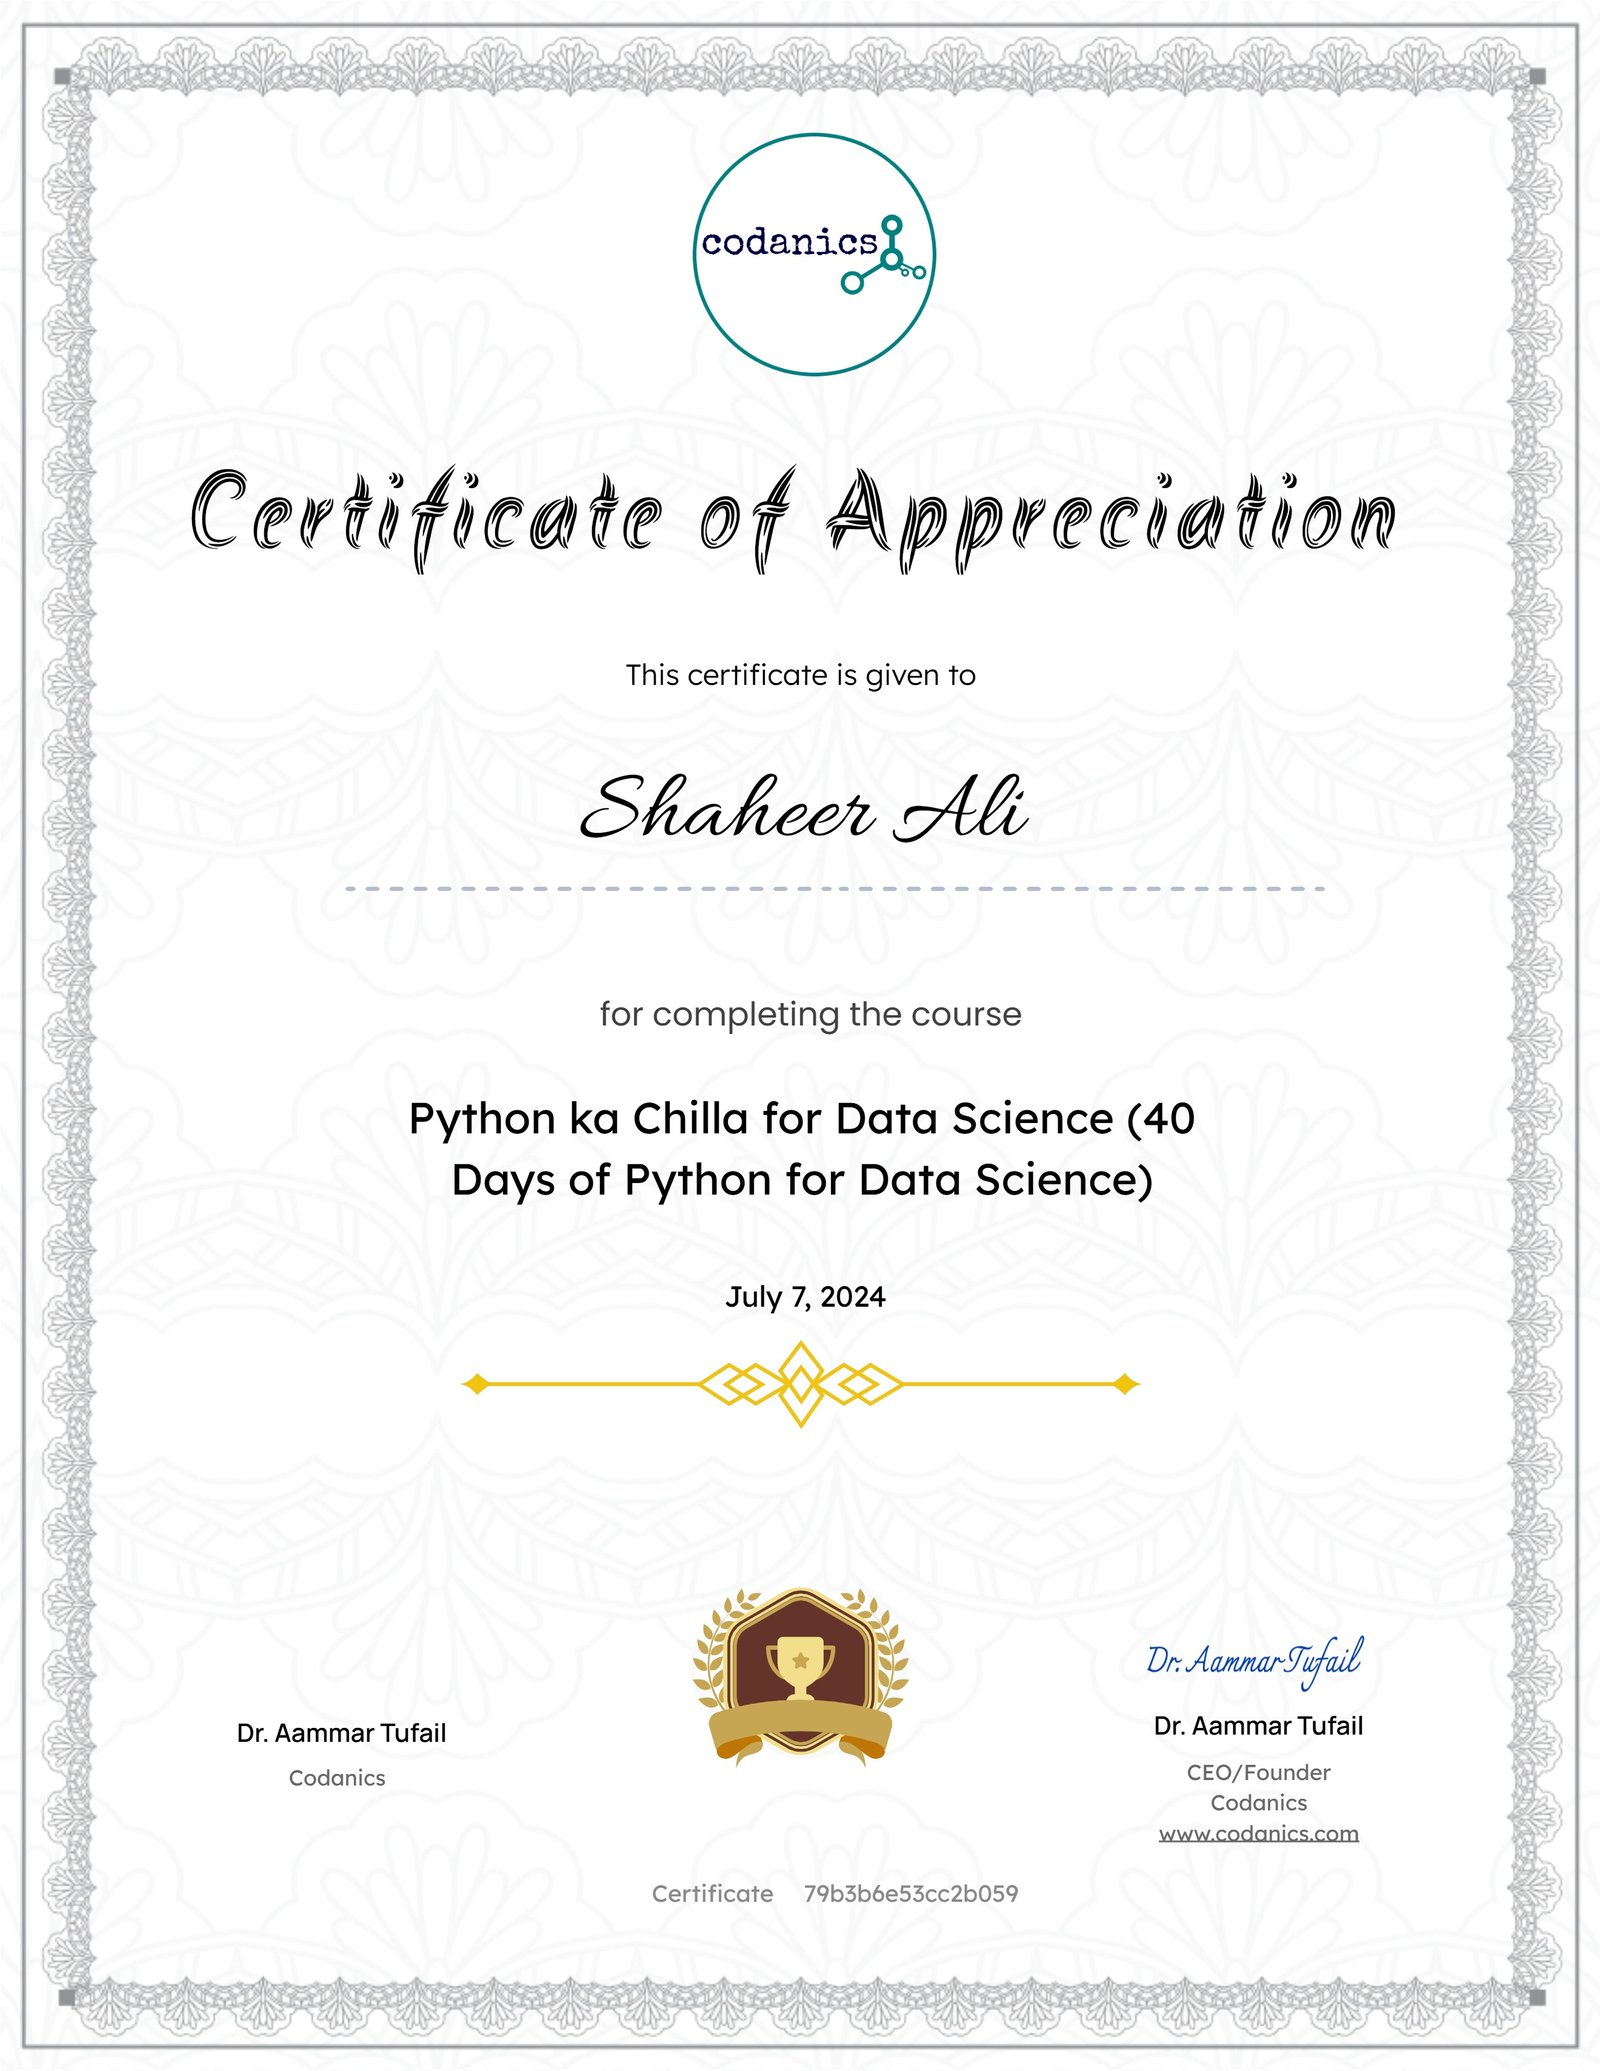 codanics
Certificate of Appreciation
This certificate is given to
Shaheer Ali
for completing the course
Python ka Chilla for Data Science (40
Days of Python for Data Science)
July 7, 2024
Dr. Aammar Tufail
Codanics
Dr. Aammar Tufail
Dr. Aammar Tufail
CEO/Founder
Codanics
www.codanics.com
Certificate 79b3b6e53cc2b059